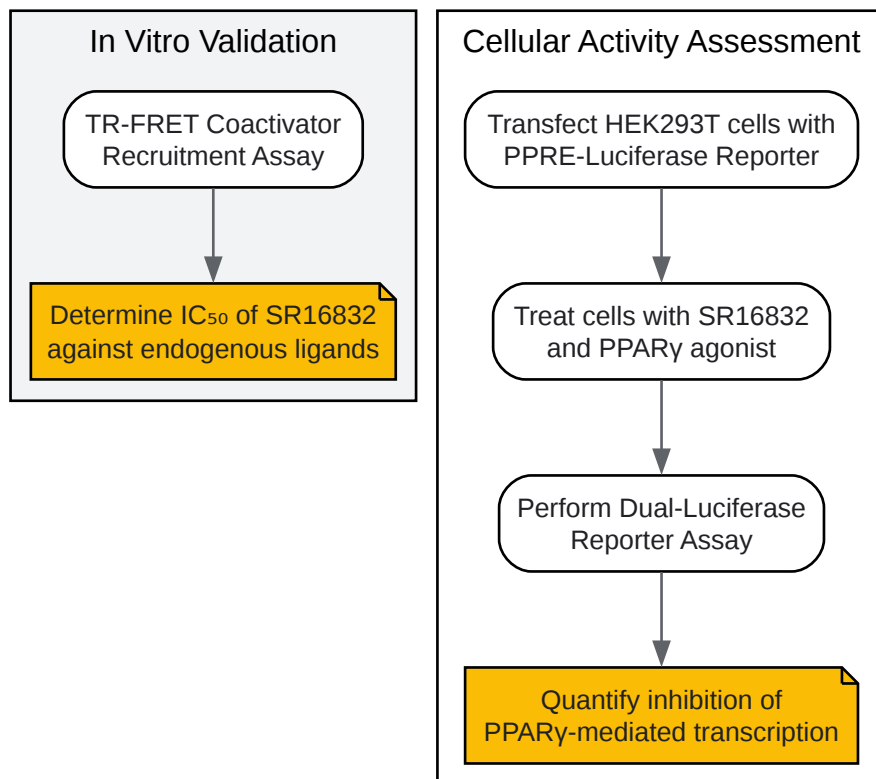 In Vitro Validation
TR-FRET Coactivator
Recruitment Assay
Determine IC₅₀ of SR16832
against endogenous ligands
Cellular Activity Assessment
Transfect HEK293T cells with
PPRE-Luciferase Reporter
Treat cells with SR16832
and PPARγ agonist
Perform Dual-Luciferase
Reporter Assay
Quantify inhibition of
PPARγ-mediated transcription